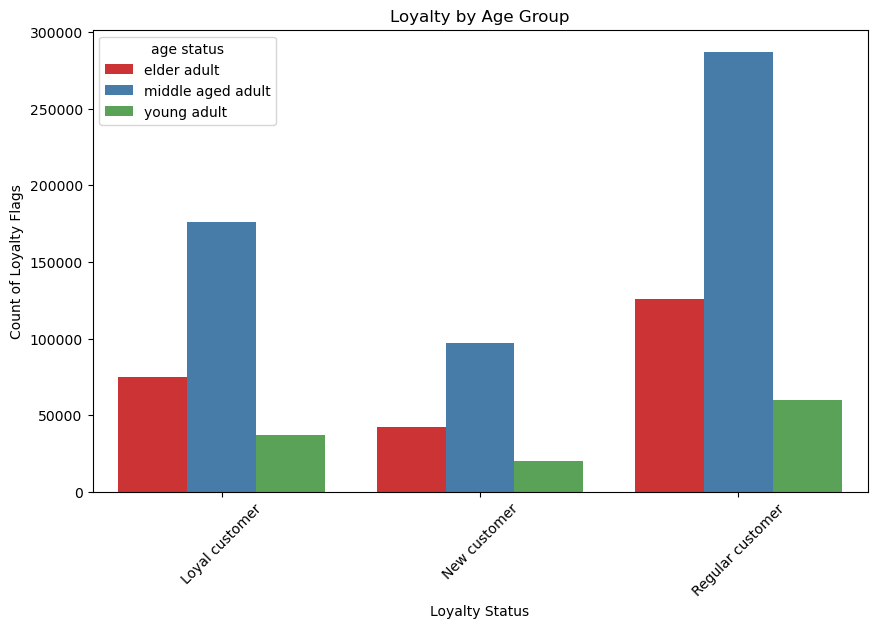 Loyalty by Age Group
age status
elder adult
middle aged adult
young adult
Count of Loyalty Flags
300000
250000
200000
150000
100000
50000
0
Loyal customer
New customer
Regular customer
Loyalty Status